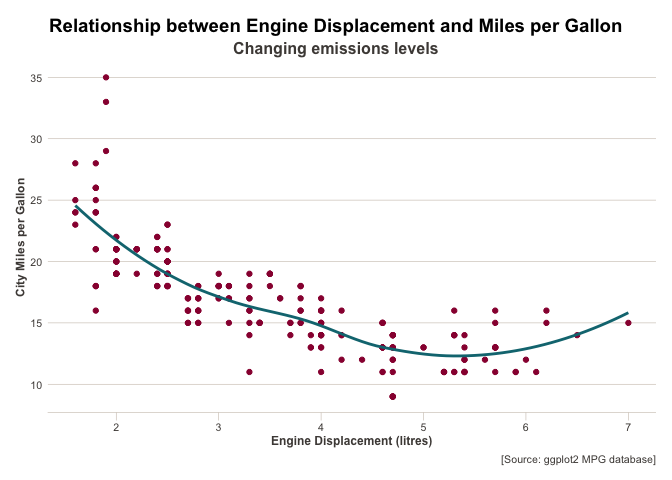 Relationship between Engine Displacement and Miles per Gallon
Changing emissions levels
City Miles per Gallon
35
30
25
20
15
10
2 3 4 5 6 7
Engine Displacement (litres)
[Source: ggplot2 MPG database]